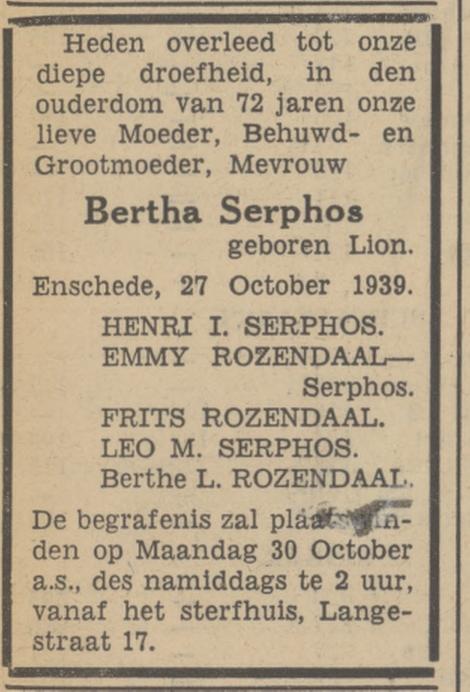 Heden overleed tot onze
diepe droefheid, in den
ouderdom van 72 jaren onze
lieve Moeder, Behuwd- en
Grootmoeder, Mevrouw
Bertha Serphos
geboren Lion.
Enschede, 27 October 1939.
HENRI I. SERPHOS.
EMMY ROZENDAAL—
Serphos.
FRITS ROZENDAAL.
LEO M. SERPHOS.
Berthe L. ROZENDAAL.
De begrafenis zal plaatsvin-
den op Maandag 30 October
a.s., des namiddags te 2 uur,
vanaf het sterfhuis, Lange-
straat 17.